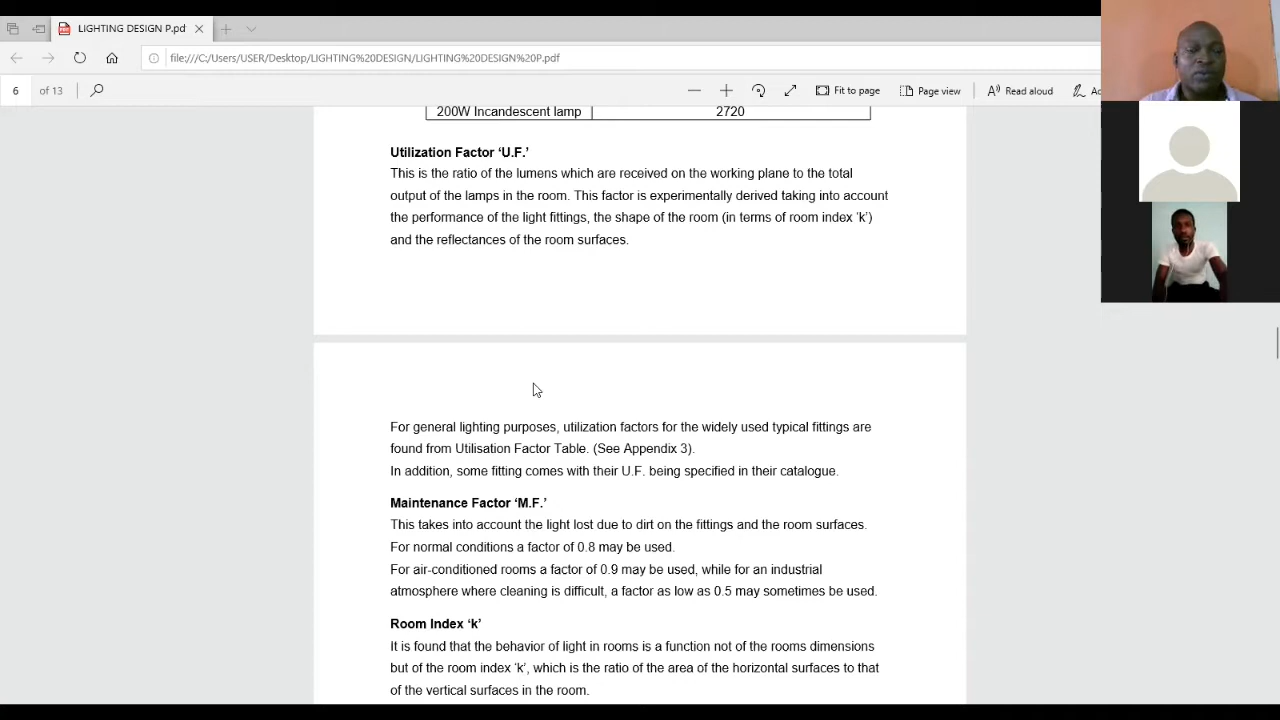 LIGHTING DESIGN P.pd
file:///C:/Users/USER/Desktop/LIGHTING%20DESIGN/LIGHTING%20DESIGN%20P.pdf
6 of 13 Fit to page Page view Read aloud
200W Incandescent lamp 2720
Utilization Factor ‘U.F.’
This is the ratio of the lumens which are received on the working plane to the total
output of the lamps in the room. This factor is experimentally derived taking into account
the performance of the light fittings, the shape of the room (in terms of room index ‘k’)
and the reflectances of the room surfaces.
For general lighting purposes, utilization factors for the widely used typical fittings are
found from Utilisation Factor Table. (See Appendix 3).
In addition, some fitting comes with their U.F. being specified in their catalogue.
Maintenance Factor ‘M.F.’
This takes into account the light lost due to dirt on the fittings and the room surfaces.
For normal conditions a factor of 0.8 may be used.
For air-conditioned rooms a factor of 0.9 may be used, while for an industrial
atmosphere where cleaning is difficult, a factor as low as 0.5 may sometimes be used.
Room Index ‘k’
It is found that the behavior of light in rooms is a function not of the rooms dimensions
but of the room index ‘k’, which is the ratio of the area of the horizontal surfaces to that
of the vertical surfaces in the room.